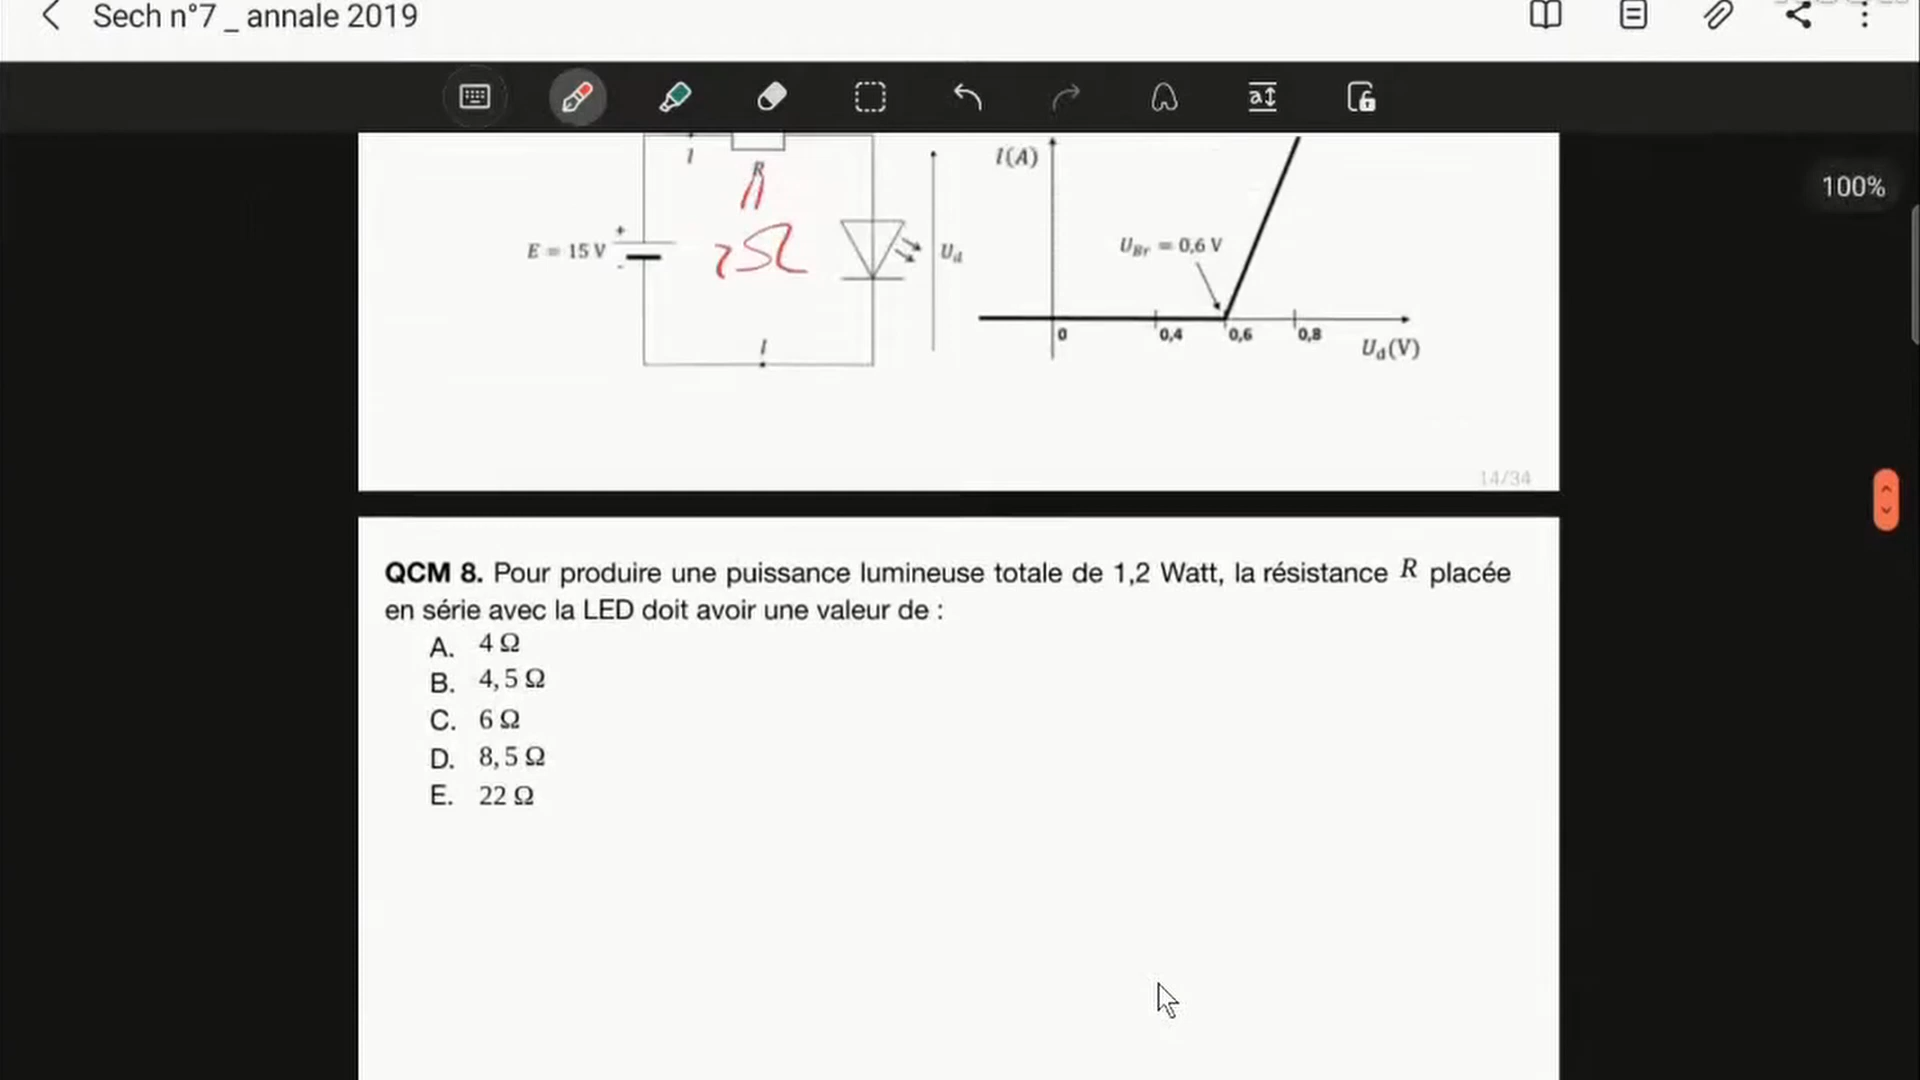 Sech n°7 _ annale 2019
100%
I
R
E = 15 V
+
-
U_d
I
I(A)
U_Br = 0,6 V
0
0,4
0,6
0,8
U_d(V)
14/34
QCM 8. Pour produire une puissance lumineuse totale de 1,2 Watt, la résistance R placée
en série avec la LED doit avoir une valeur de :
A. 4 Ω
B. 4, 5 Ω
C. 6 Ω
D. 8, 5 Ω
E. 22 Ω